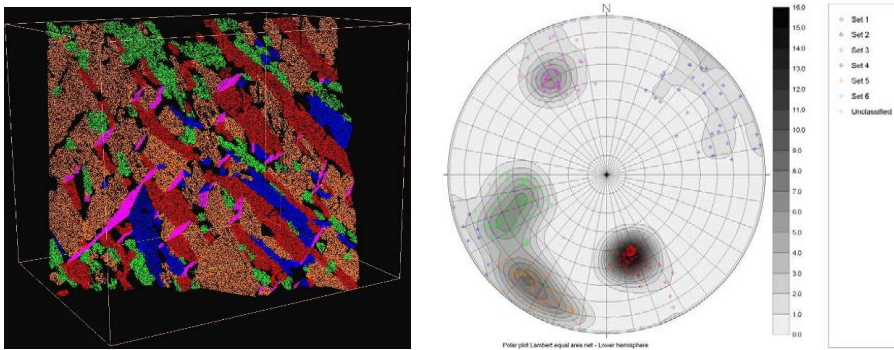 N
16.0
15.0
14.0
13.0
12.0
11.0
10.0
9.0
8.0
7.0
6.0
5.0
4.0
3.0
2.0
1.0
0.0
Set 1
Set 2
Set 3
Set 4
Set 5
Set 6
Unclassified
Polar plot Lambert equal area net - Lower hemisphere